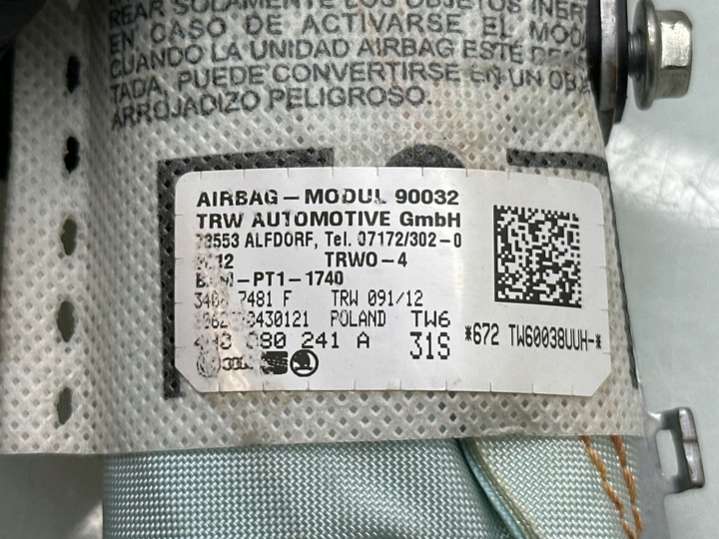 REAR SOLAMENTE LOS OBJETOS INER
EN CASO DE ACTIVARSE EL MOD
CUANDO LA UNIDAD AIRBAG ESTÉ
TADA, PUEDE CONVERTIRSE EN UN OB
ARROJADIZO PELIGROSO.
AIRBAG – MODUL 90032
TRW AUTOMOTIVE GmbH
ALFDORF, Tel. 07172/302-0
TRWO-4
-PT1-1740
7481 F TRW 091/12
POLAND TW6
241 A 31S
*672 TW60038UUH-*